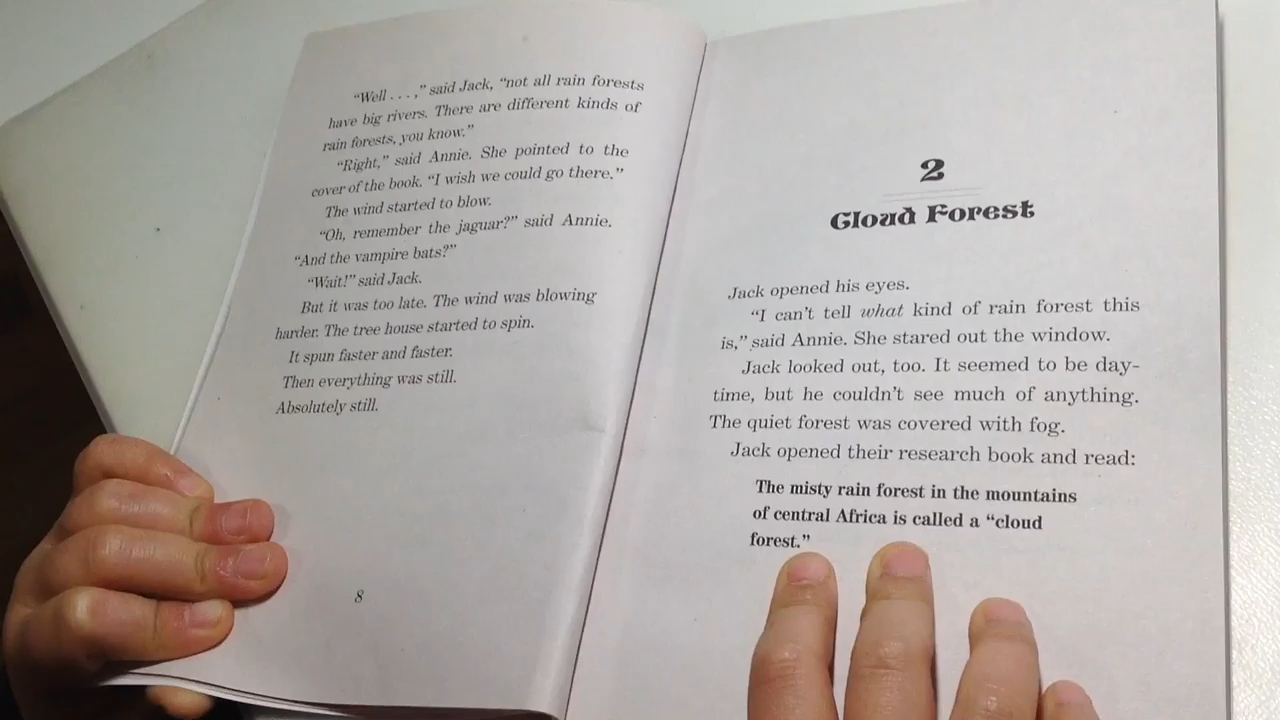 “Well . . . ,” said Jack, “not all rain forests
have big rivers. There are different kinds of
rain forests, you know.”
“Right,” said Annie. She pointed to the
cover of the book. “I wish we could go there.”
The wind started to blow.
“Oh, remember the jaguar?” said Annie.
“And the vampire bats?”
“Wait!” said Jack.
But it was too late. The wind was blowing
harder. The tree house started to spin.
It spun faster and faster.
Then everything was still.
Absolutely still.
8
2
Cloud Forest
Jack opened his eyes.
“I can’t tell what kind of rain forest this
is,” said Annie. She stared out the window.
Jack looked out, too. It seemed to be day-
time, but he couldn’t see much of anything.
The quiet forest was covered with fog.
Jack opened their research book and read:
The misty rain forest in the mountains
of central Africa is called a “cloud
forest.”